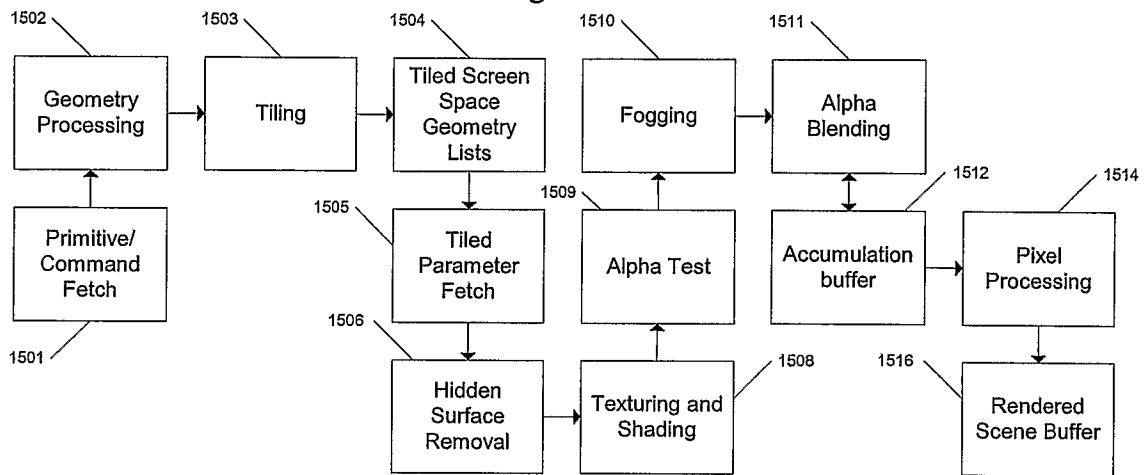 1502
1503
1504
1510
1511
Geometry
Processing
Tiling
Tiled Screen
Space
Geometry
Lists
Fogging
Alpha
Blending
1505
1509
1512
1514
Primitive/
Command
Fetch
Tiled
Parameter
Fetch
Alpha Test
Accumulation
buffer
Pixel
Processing
1501
1506
1508
1516
Hidden
Surface
Removal
Texturing and
Shading
Rendered
Scene Buffer